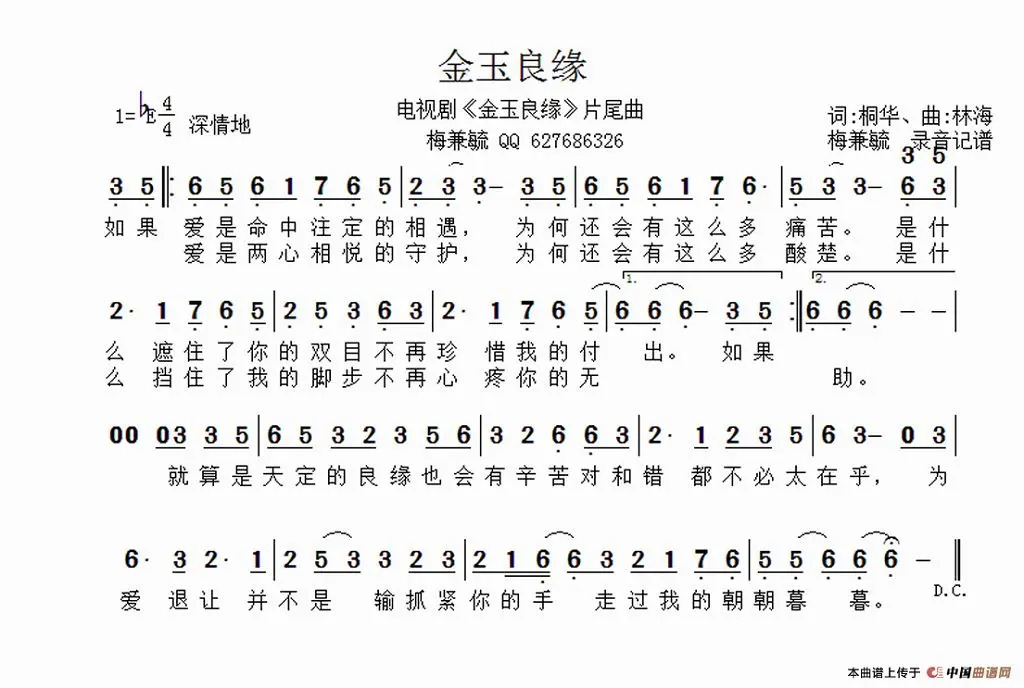 金玉良缘
1=♭E 4/4 深情地
电视剧《金玉良缘》片尾曲
梅兼毓 QQ 627686326
词:桐华、曲:林海
梅兼毓 录音记谱
3 5
3 5 ‖: 6 5 6 1 7 6 5 | 2 3 3– 3 5 | 6 5 6 1 7 6· | 5 3 3– 6 3 |
如果 爱是命中注定的相遇， 为何还会有这么多 痛苦。 是什
爱是两心相悦的守护， 为何还会有这么多 酸楚。 是什
1. 2.
2· 1 7 6 5 | 2 5 3 6 3 | 2· 1 7 6 5 | 6 6 6– 3 5 :‖ 6 6 6 – – |
么 遮住了你的双目不再珍 惜我的付 出。 如果
么 挡住了我的脚步不再心 疼你的无 助。
00 03 3 5 | 6 5 3 2 3 5 6 | 3 2 6 6 3 | 2· 1 2 3 5 | 6 3– 0 3 |
就算是天定的良缘也会有辛苦对和错 都不必太在乎， 为
6· 3 2· 1 | 2 5 3 3 2 3 | 2 1 6 6 3 2 1 7 6 | 5 5 6 6 6 – ‖
D.C.
爱 退让 并不是 输抓紧你的手 走过我的朝朝暮 暮。
本曲谱上传于 中国曲谱网